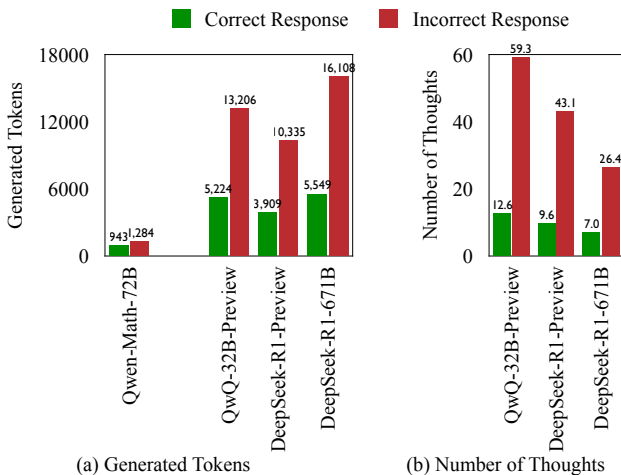 Correct Response
Incorrect Response
Generated Tokens
18000
12000
6000
0
943
1,284
5,224
13,206
3,909
10,335
5,549
16,108
Qwen-Math-72B
QwQ-32B-Preview
DeepSeek-R1-Preview
DeepSeek-R1-671B
(a) Generated Tokens
Number of Thoughts
60
40
20
0
12.6
59.3
9.6
43.1
7.0
26.4
QwQ-32B-Preview
DeepSeek-R1-Preview
DeepSeek-R1-671B
(b) Number of Thoughts